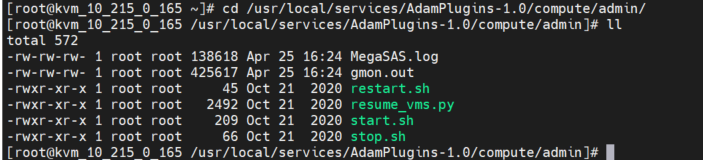 [root@kvm_10_215_0_165 ~]# cd /usr/local/services/AdamPlugins-1.0/compute/admin/
[root@kvm_10_215_0_165 /usr/local/services/AdamPlugins-1.0/compute/admin]# ll
total 572
-rw-rw-rw- 1 root root 138618 Apr 25 16:24 MegaSAS.log
-rw-rw-rw- 1 root root 425617 Apr 25 16:24 gmon.out
-rwxr-xr-x 1 root root     45 Oct 21  2020 restart.sh
-rwxr-xr-x 1 root root   2492 Oct 21  2020 resume_vms.py
-rwxr-xr-x 1 root root    209 Oct 21  2020 start.sh
-rwxr-xr-x 1 root root     66 Oct 21  2020 stop.sh
[root@kvm_10_215_0_165 /usr/local/services/AdamPlugins-1.0/compute/admin]#